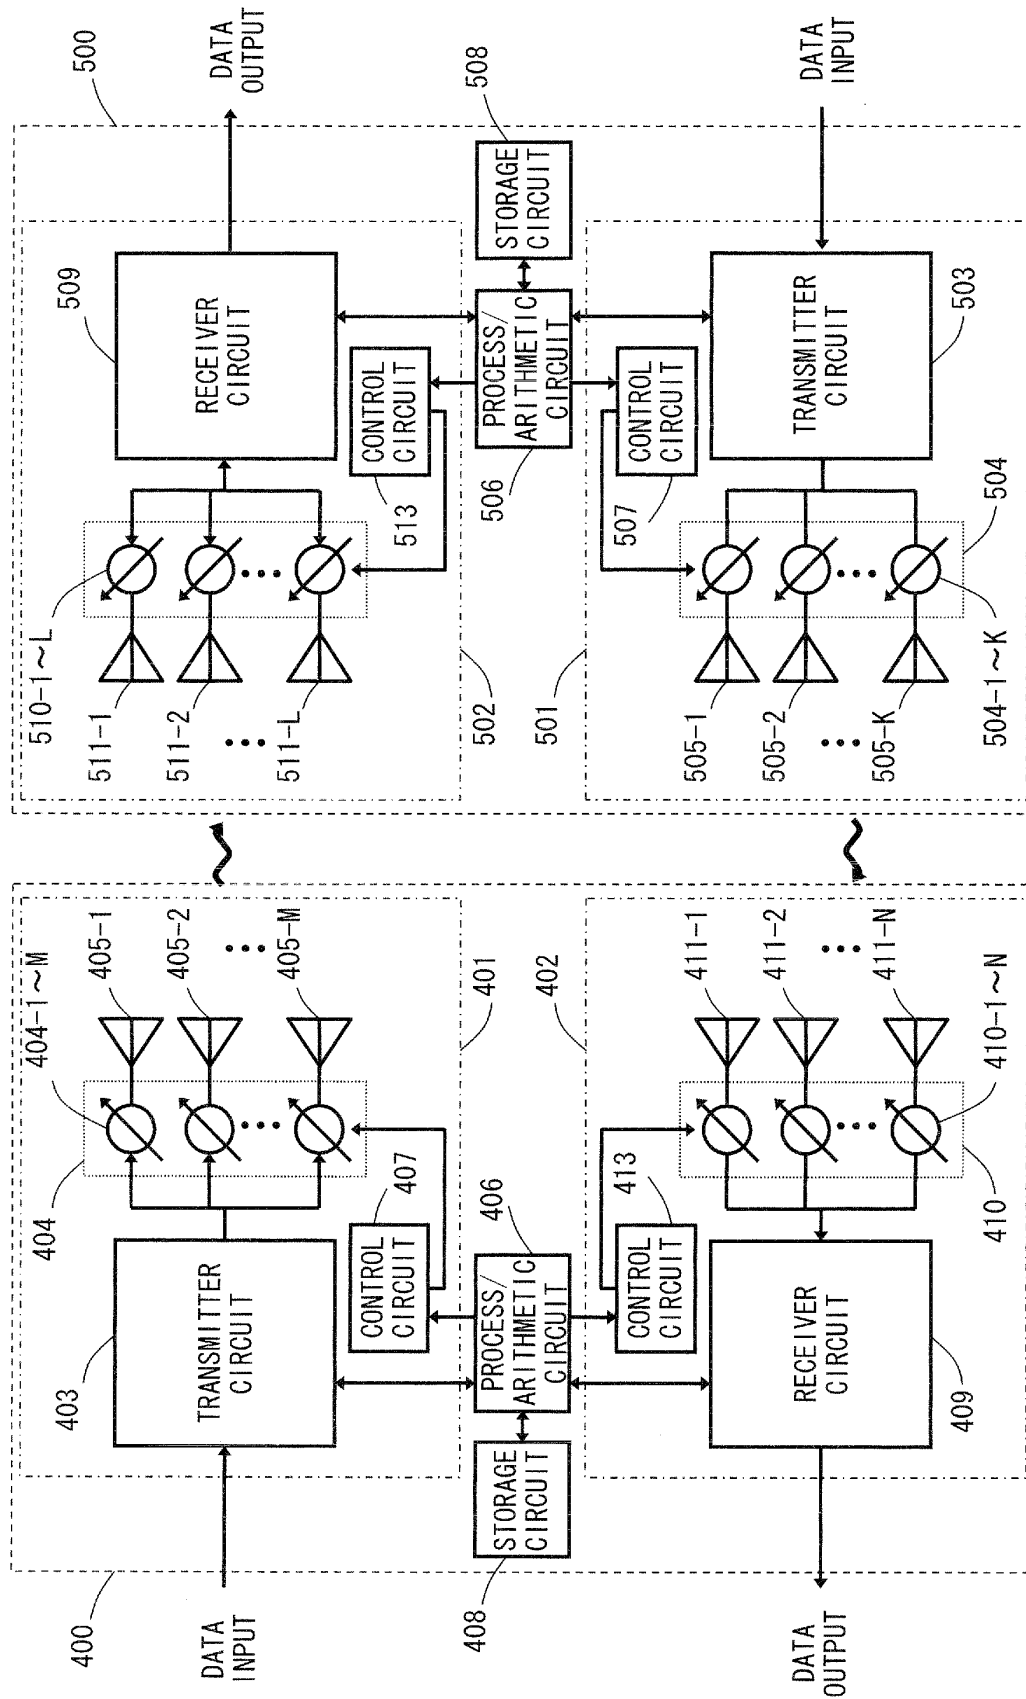 400
DATA
INPUT
403
TRANSMITTER
CIRCUIT
404
404-1~M
405-1
405-2
405-M
401
CONTROL
CIRCUIT
407
406
PROCESS/
ARITHMETIC
CIRCUIT
STORAGE
CIRCUIT
408
402
CONTROL
CIRCUIT
413
411-1
411-2
411-N
410-1~N
410
RECEIVER
CIRCUIT
409
DATA
OUTPUT
500
DATA
OUTPUT
509
RECEIVER
CIRCUIT
510-1~L
511-1
511-2
511-L
502
CONTROL
CIRCUIT
513
506
PROCESS/
ARITHMETIC
CIRCUIT
STORAGE
CIRCUIT
508
501
CONTROL
CIRCUIT
507
505-1
505-2
505-K
504-1~K
504
TRANSMITTER
CIRCUIT
503
DATA
INPUT